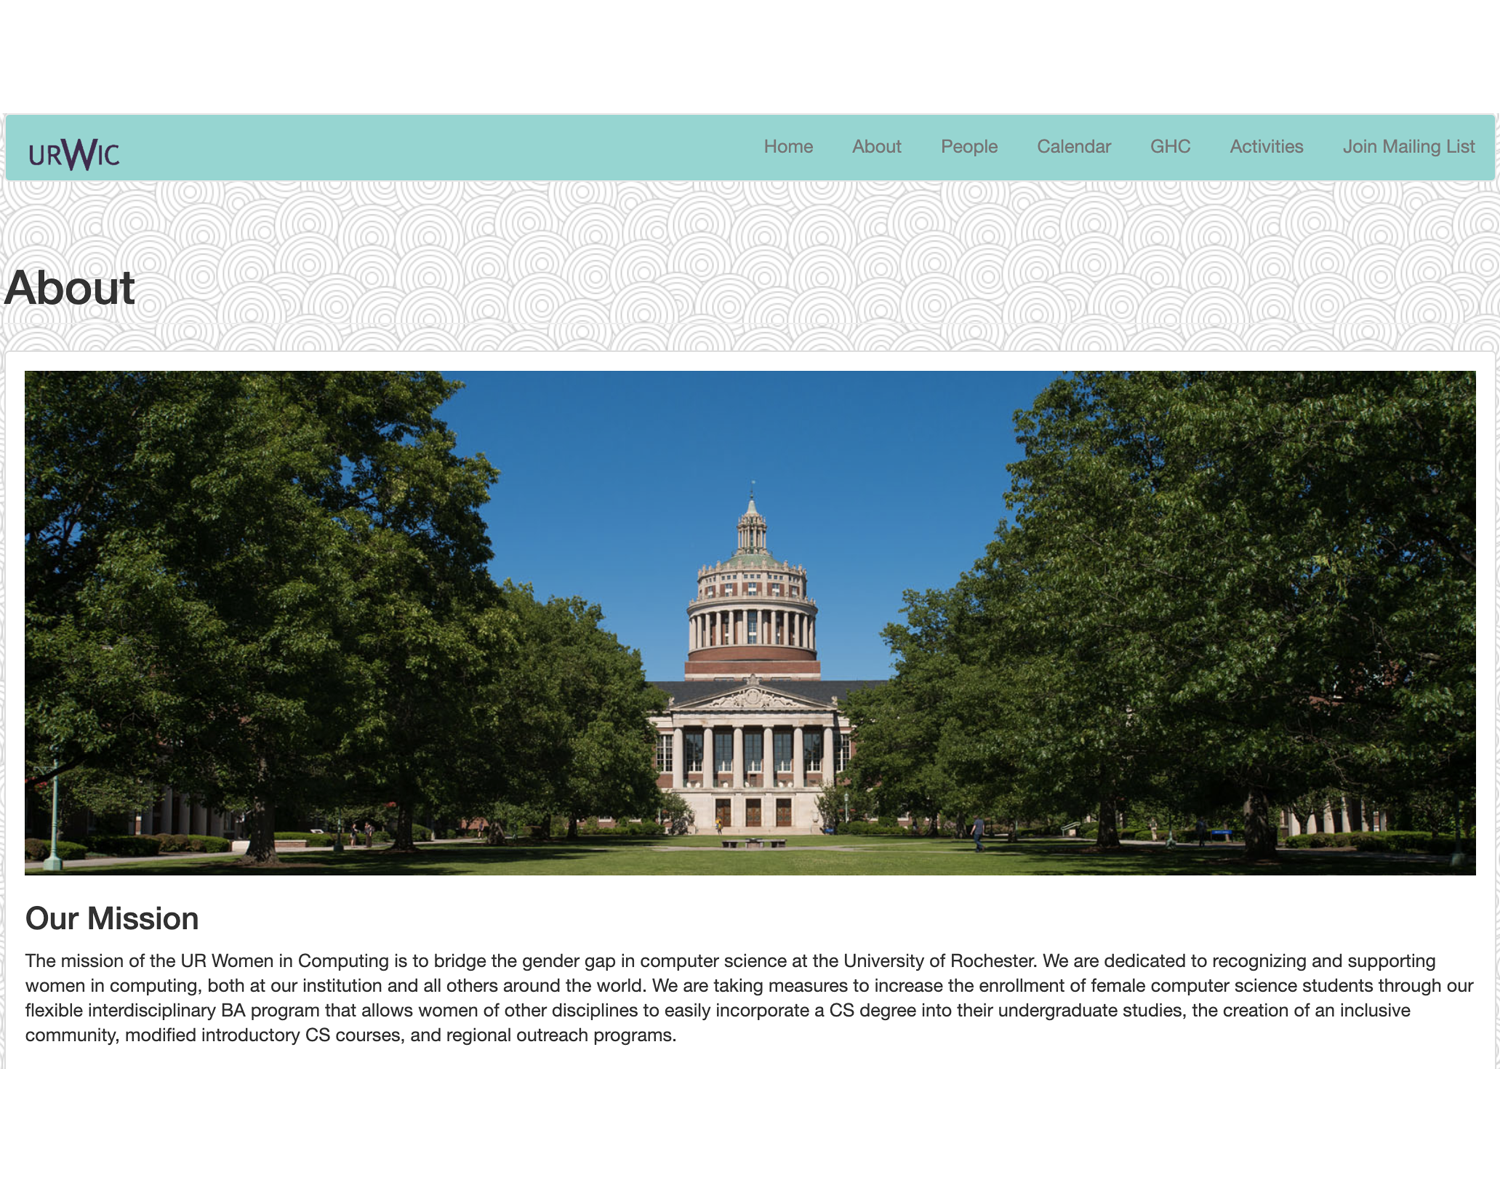 URWIC
Home About People Calendar GHC Activities Join Mailing List
About
Our Mission
The mission of the UR Women in Computing is to bridge the gender gap in computer science at the University of Rochester. We are dedicated to recognizing and supporting
women in computing, both at our institution and all others around the world. We are taking measures to increase the enrollment of female computer science students through our
flexible interdisciplinary BA program that allows women of other disciplines to easily incorporate a CS degree into their undergraduate studies, the creation of an inclusive
community, modified introductory CS courses, and regional outreach programs.